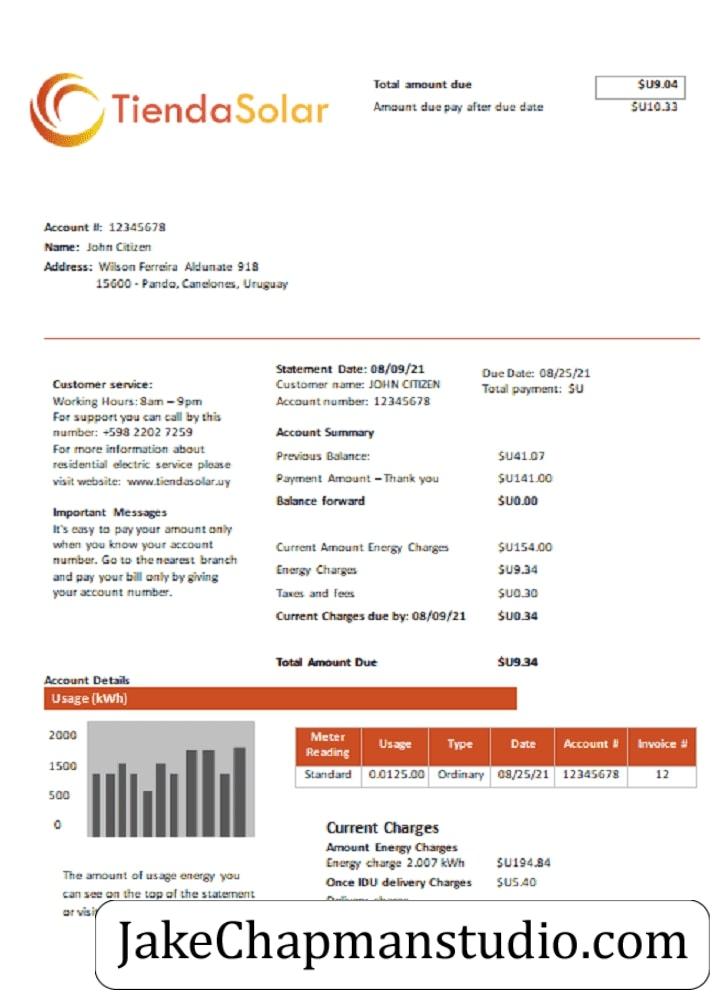 TiendaSolar
Total amount due $U9.04
Amount due pay after due date $U10.33
Account #: 12345678
Name: John Citizen
Address: Wilson Ferreira Aldunate 918
15600 - Pando, Canelones, Uruguay
Customer service:
Working Hours: 8am – 9pm
For support you can call by this
number: +598 2202 7259
For more information about
residential electric service please
visit website: www.tiendasolar.uy
Important Messages
It's easy to pay your amount only
when you know your account
number. Go to the nearest branch
and pay your bill only by giving
your account number.
Statement Date: 08/09/21
Customer name: JOHN CITIZEN
Account number: 12345678
Due Date: 08/25/21
Total payment: $U
Account Summary
Previous Balance: $U41.07
Payment Amount – Thank you $U141.00
Balance forward $U0.00
Current Amount Energy Charges $U154.00
Energy Charges $U9.34
Taxes and fees $U0.30
Current Charges due by: 08/09/21 $U0.34
Total Amount Due $U9.34
Account Details
Usage (kWh)
2000
1500
500
0
Meter Reading Usage Type Date Account # Invoice #
Standard 0.0125.00 Ordinary 08/25/21 12345678 12
Current Charges
Amount Energy Charges
Energy charge 2.007 kWh $U194.84
Once IDU delivery Charges $U5.40
The amount of usage energy you
can see on the top of the statement
or
JakeChapmanstudio.com